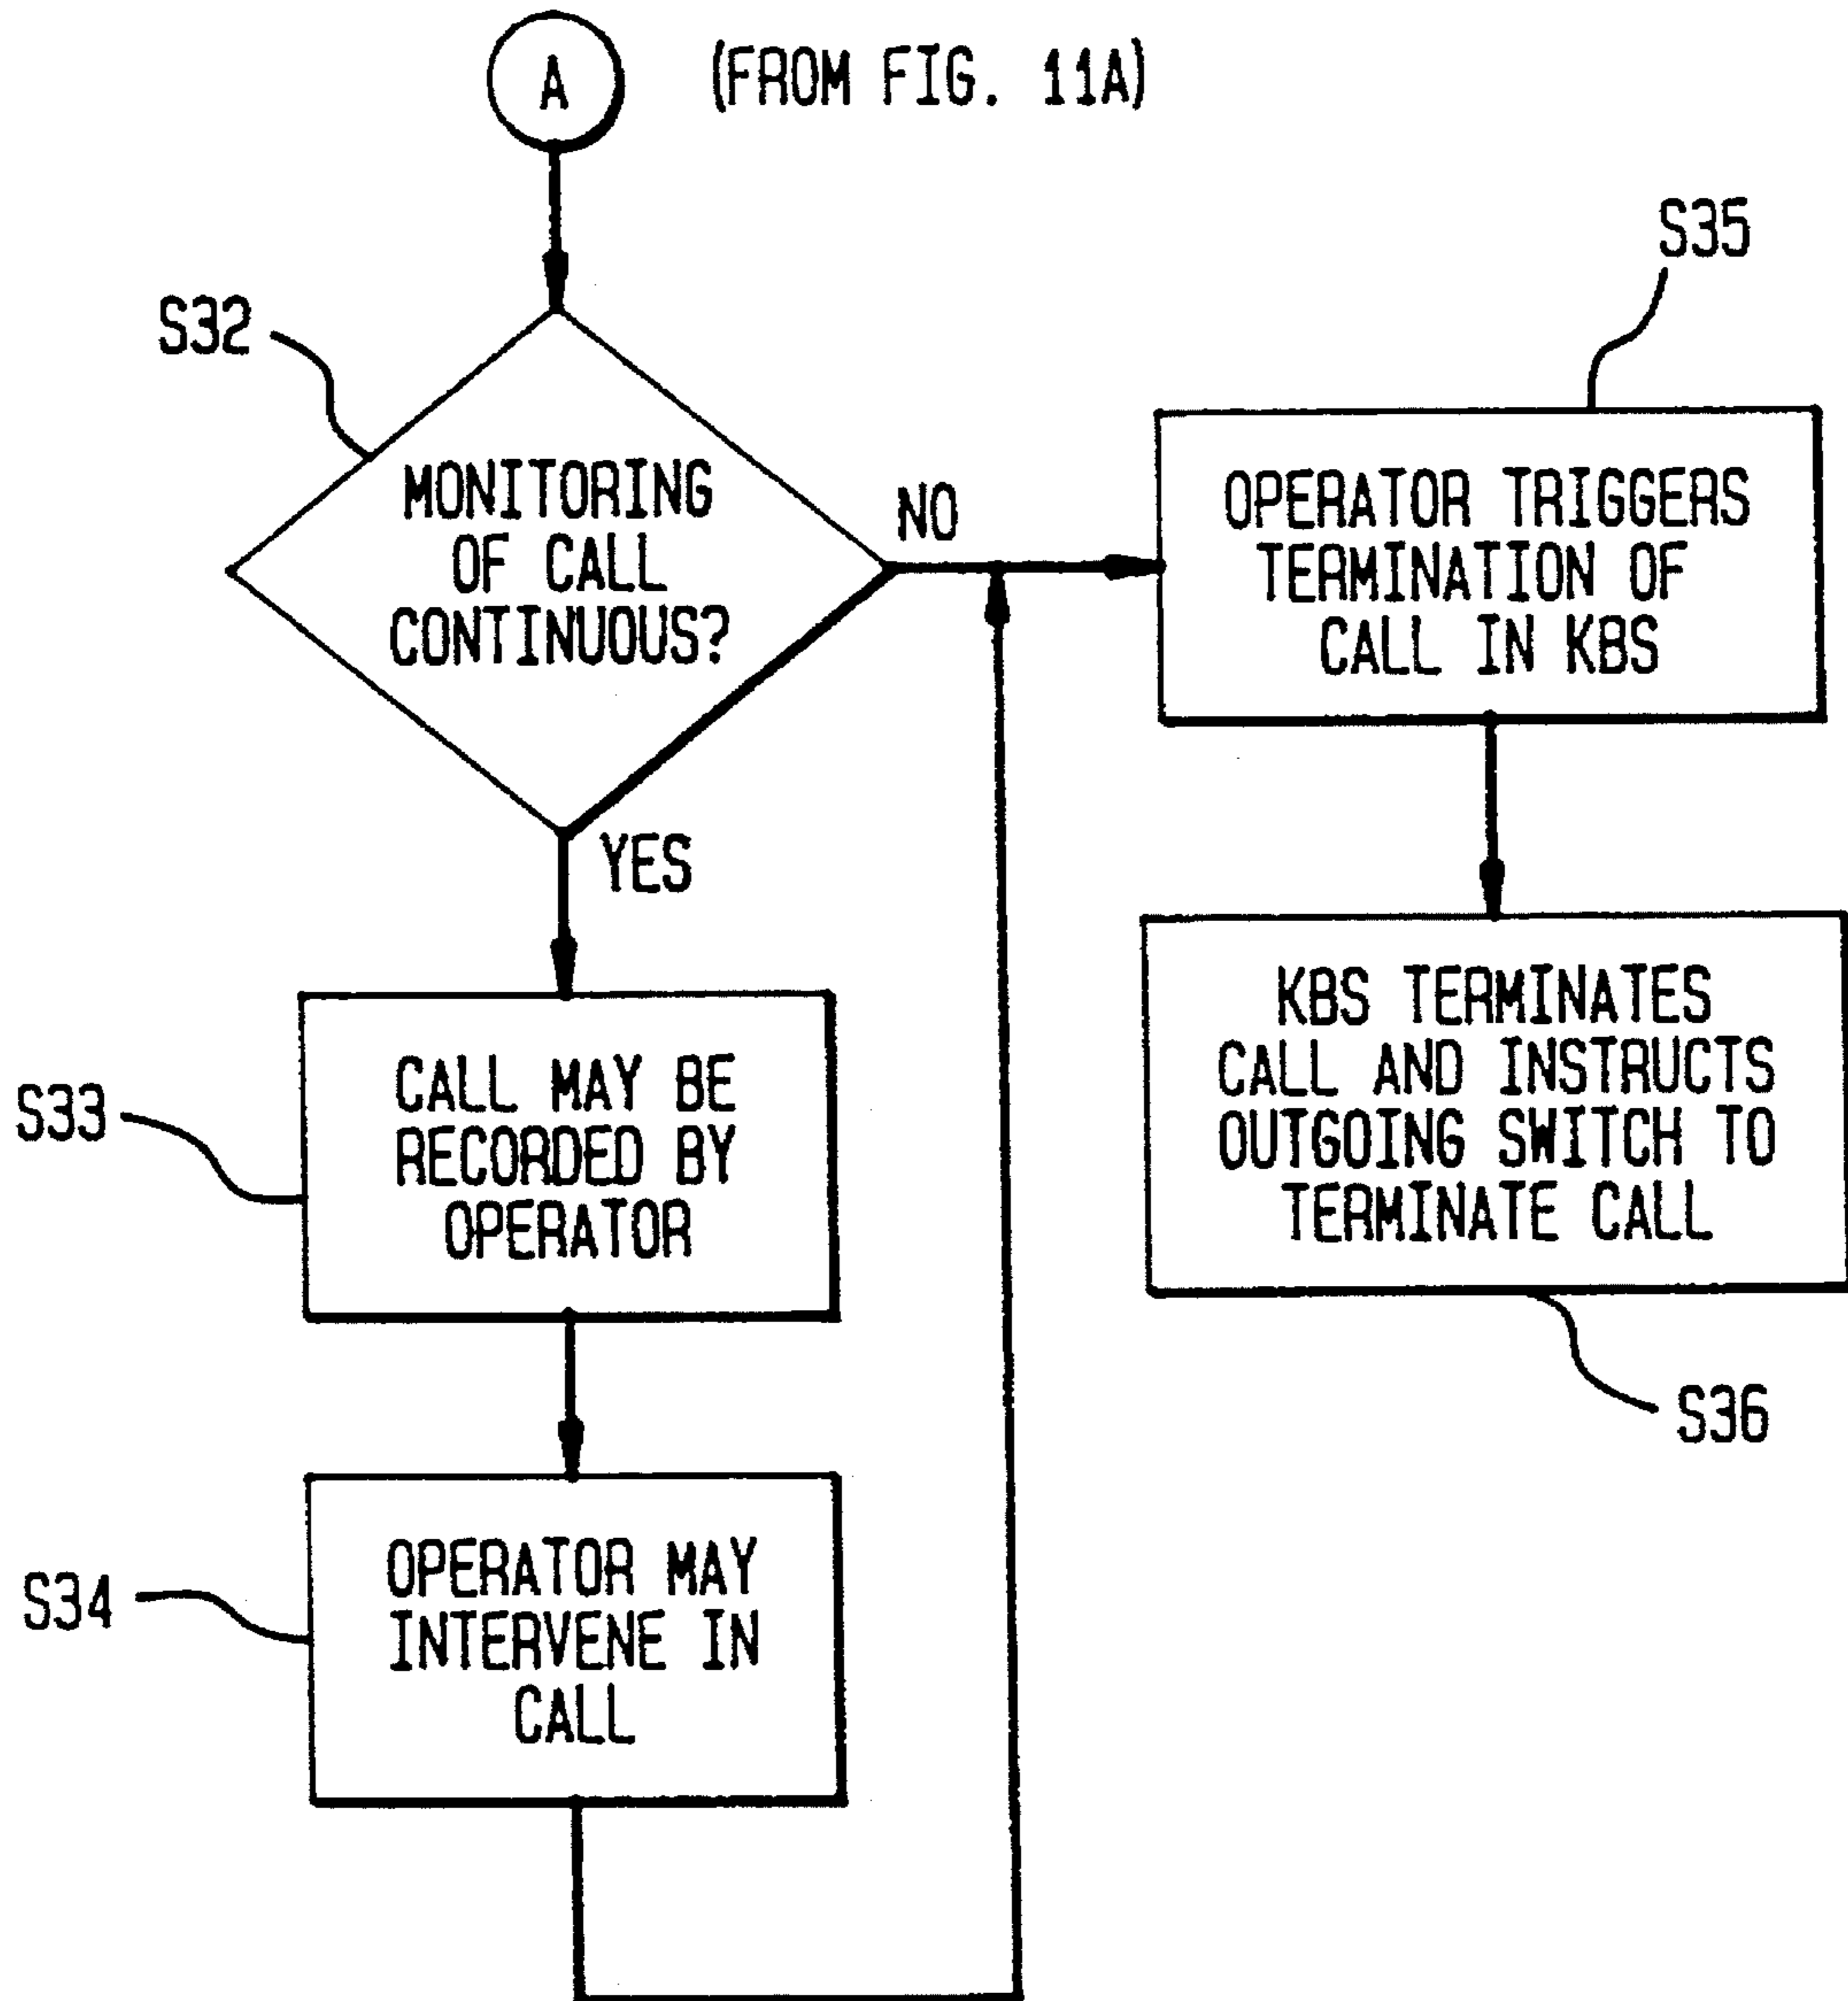 A
(FROM FIG. 11A)
S32
MONITORING
OF CALL
CONTINUOUS?
NO
YES
S33
CALL MAY BE
RECORDED BY
OPERATOR
S34
OPERATOR MAY
INTERVENE IN
CALL
S35
OPERATOR TRIGGERS
TERMINATION OF
CALL IN KBS
KBS TERMINATES
CALL AND INSTRUCTS
OUTGOING SWITCH TO
TERMINATE CALL
S36